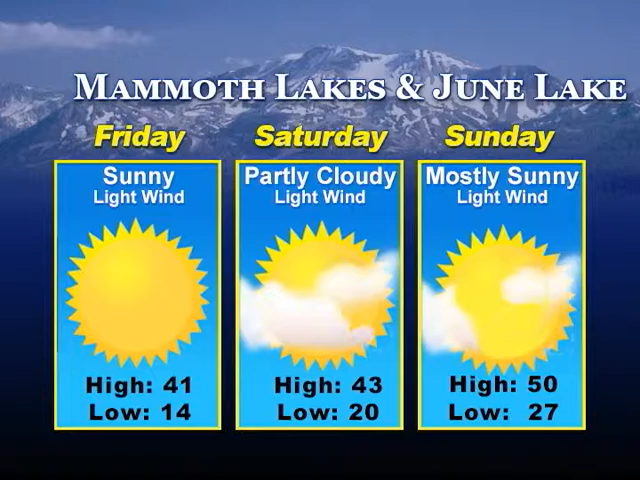 Mammoth Lakes & June Lake
Friday Saturday Sunday
Sunny Partly Cloudy Mostly Sunny
Light Wind Light Wind Light Wind
High: 41 High: 43 High: 50
Low: 14 Low: 20 Low: 27